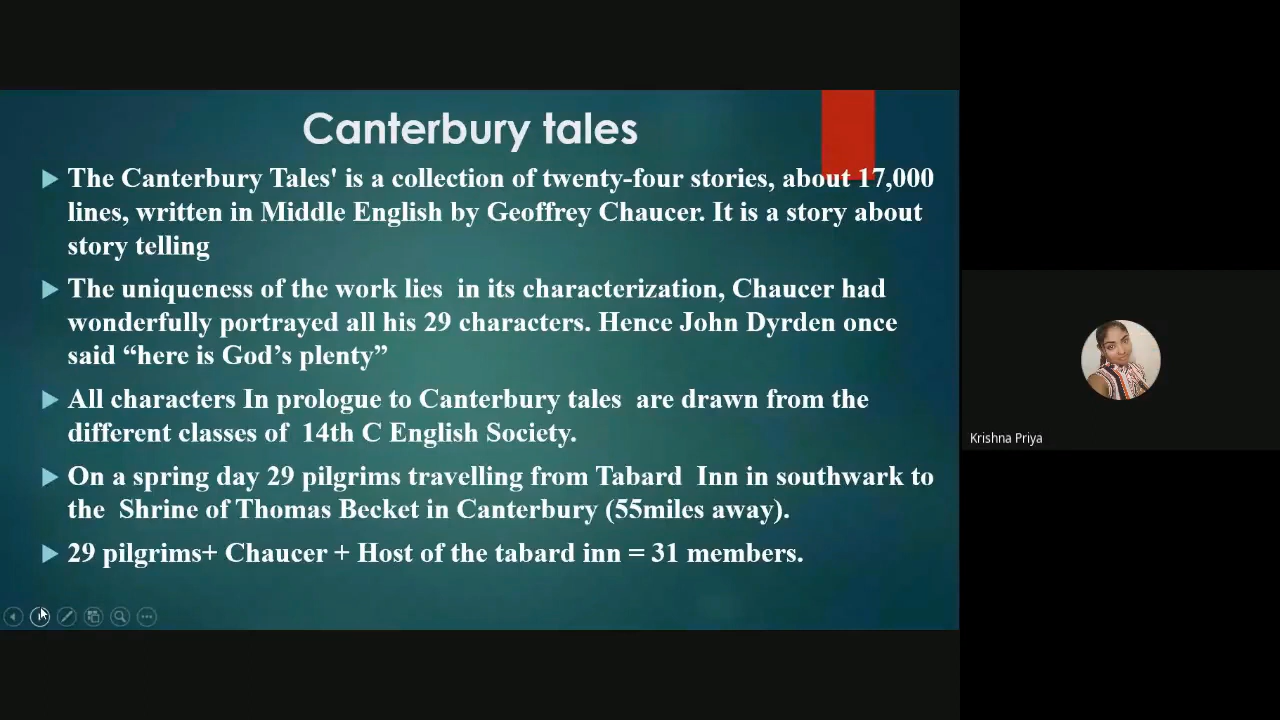 Canterbury tales
The Canterbury Tales' is a collection of twenty-four stories, about 17,000
lines, written in Middle English by Geoffrey Chaucer. It is a story about
story telling
The uniqueness of the work lies in its characterization, Chaucer had
wonderfully portrayed all his 29 characters. Hence John Dyrden once
said “here is God’s plenty”
All characters In prologue to Canterbury tales are drawn from the
different classes of 14th C English Society.
On a spring day 29 pilgrims travelling from Tabard Inn in southwark to
the Shrine of Thomas Becket in Canterbury (55miles away).
29 pilgrims+ Chaucer + Host of the tabard inn = 31 members.
Krishna Priya